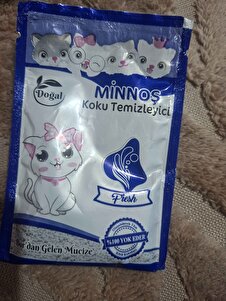 Doğal
MİNNOŞ
Koku Temizleyici
Fresh
%100 YOK EDER
dan Gelen Mucize